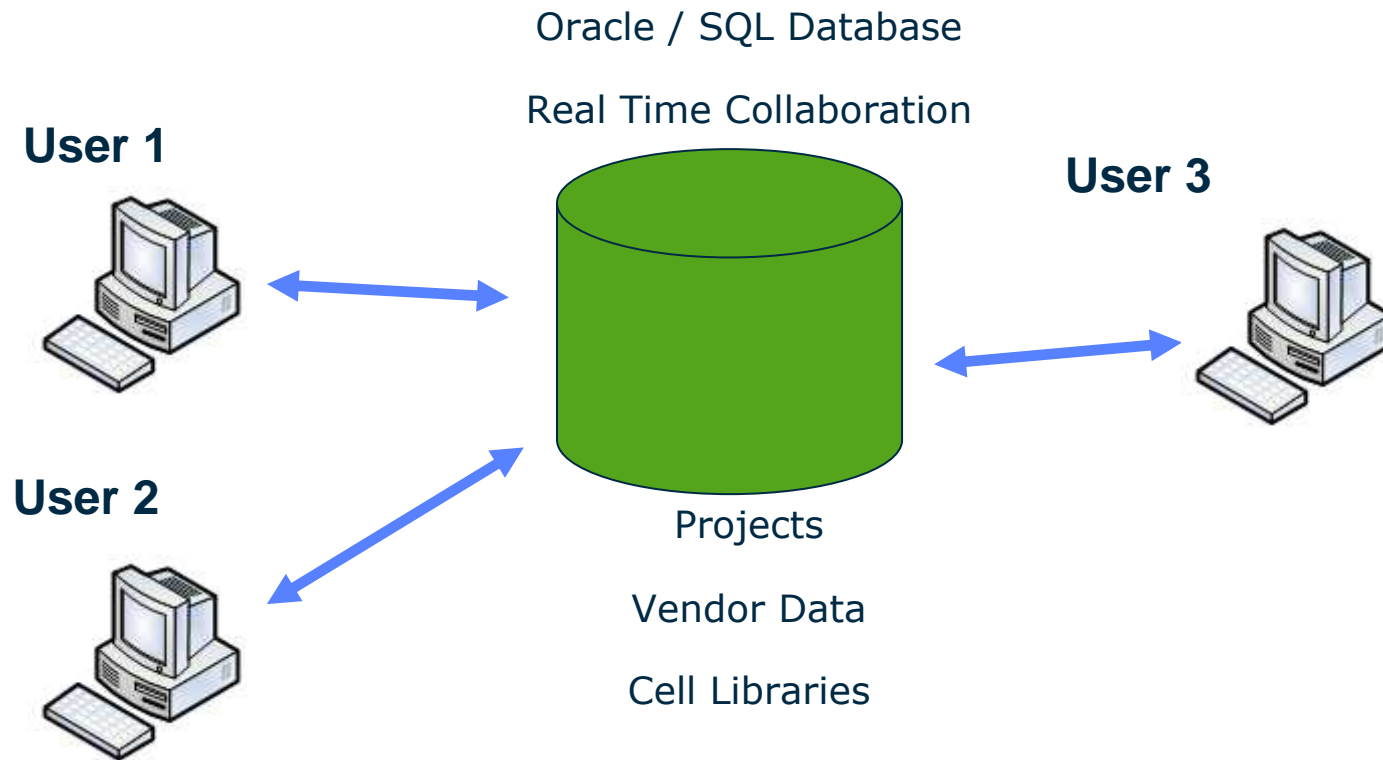 Oracle / SQL Database
Real Time Collaboration
User 1
User 3
User 2
Projects
Vendor Data
Cell Libraries